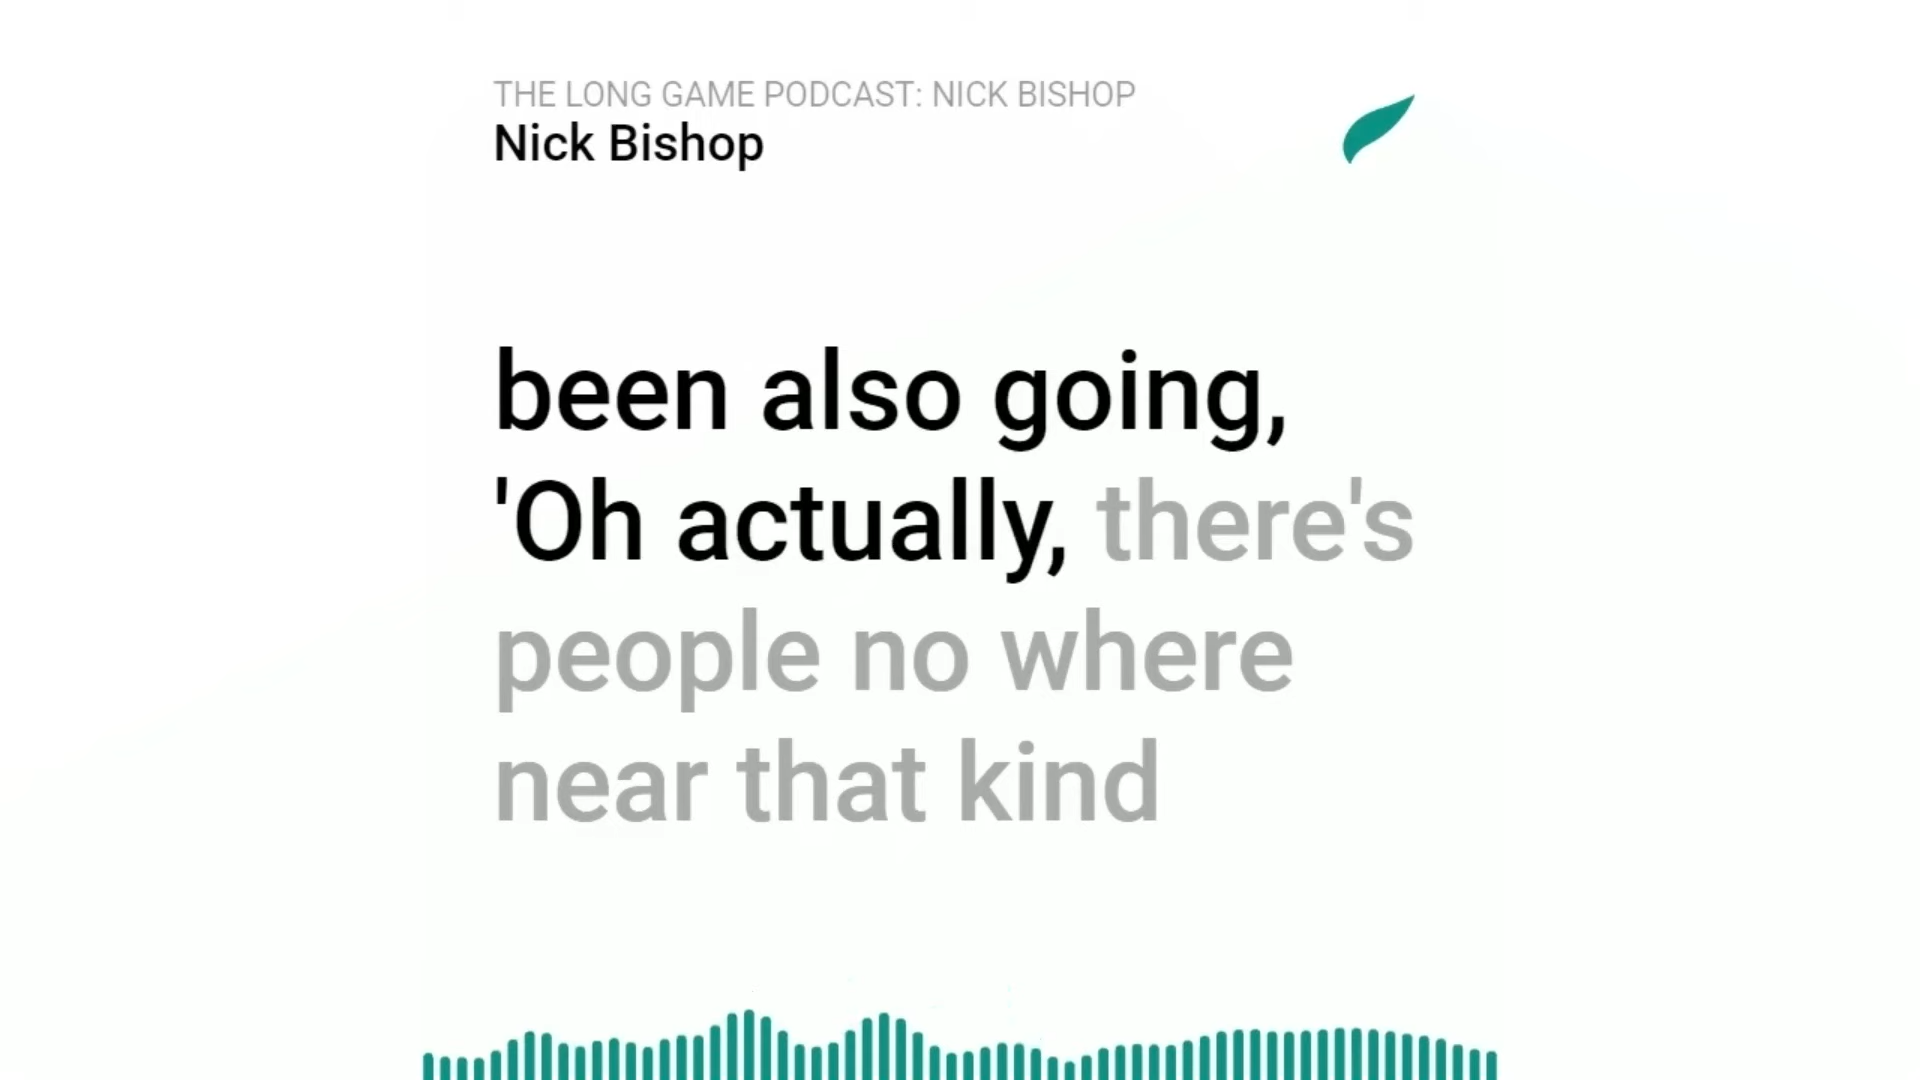 THE LONG GAME PODCAST: NICK BISHOP
Nick Bishop
been also going,
'Oh actually, there's
people no where
near that kind